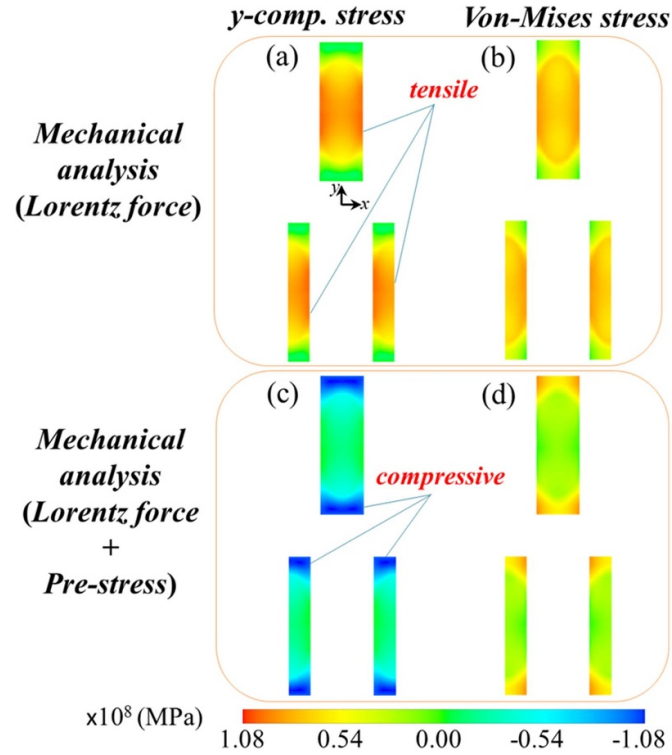 y-comp. stress
Von-Mises stress
(a)
(b)
tensile
Mechanical
analysis
(Lorentz force)
y
x
(c)
(d)
compressive
Mechanical
analysis
(Lorentz force
+
Pre-stress)
x10⁸ (MPa)
1.08 0.54 0.00 -0.54 -1.08